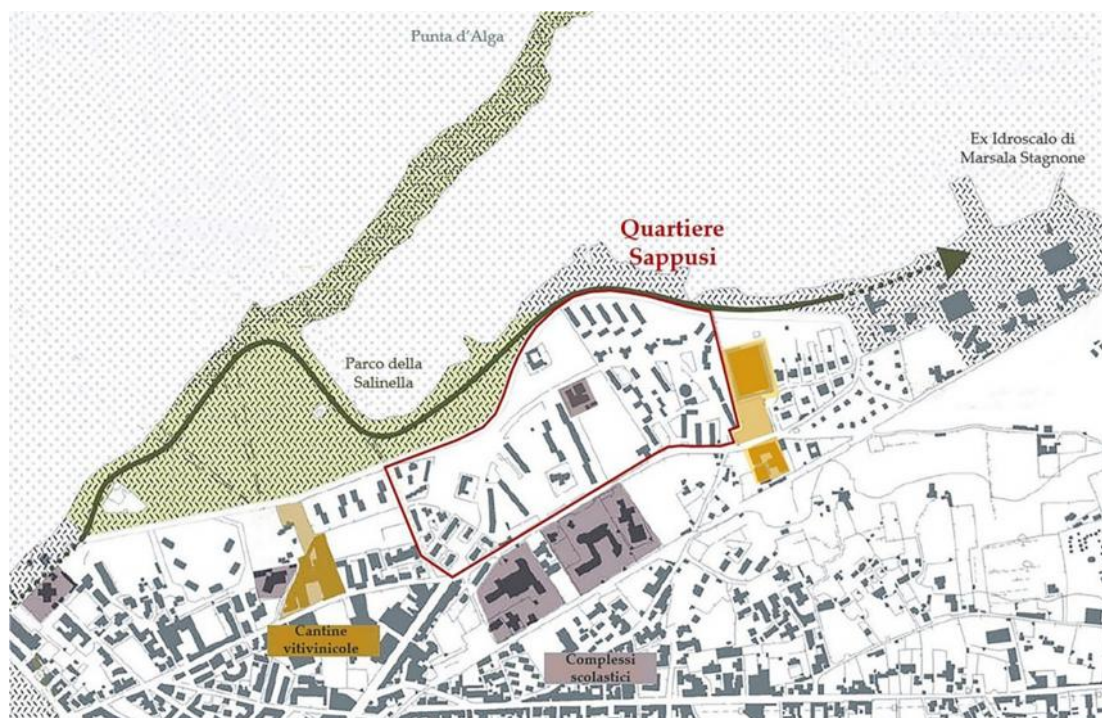 Punta d'Alga
Ex Idroscalo di
Marsala Stagnone
Quartiere
Sappusi
Parco della
Salinella
Cantine
vitivinicole
Complessi
scolastici